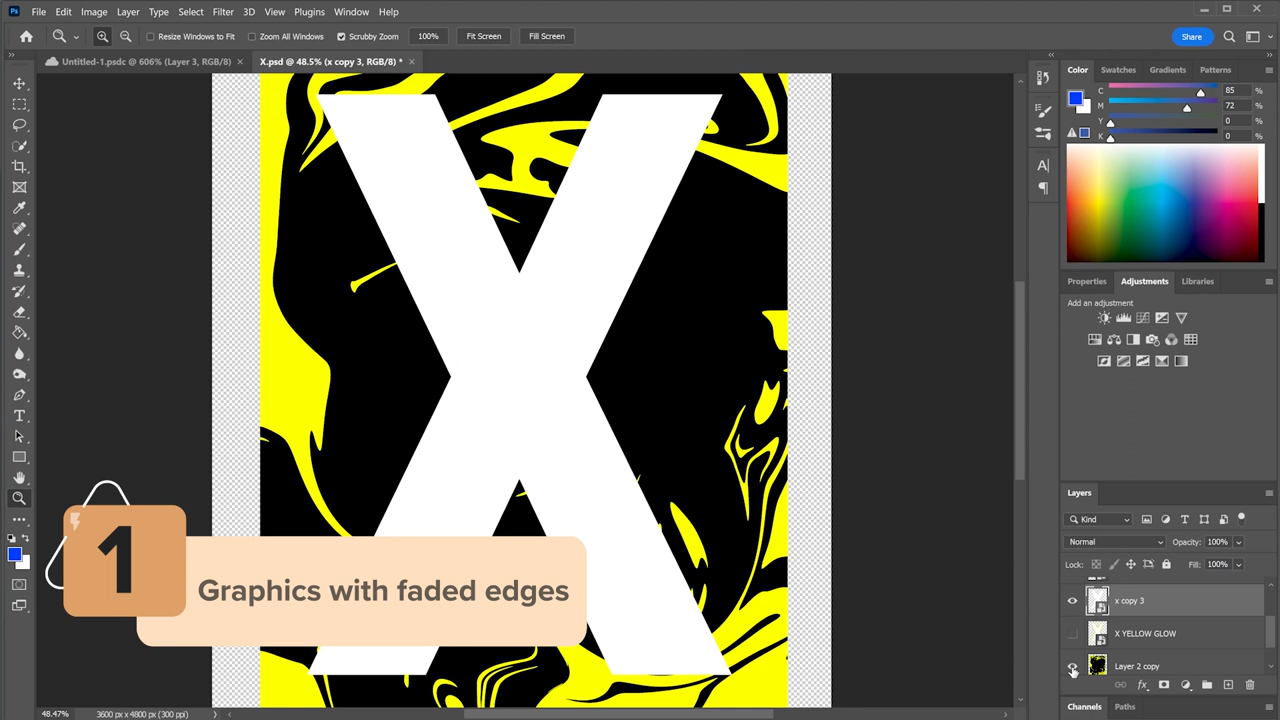 Ps File Edit Image Layer Type Select Filter 3D View Plugins Window Help
Resize Windows to Fit Zoom All Windows Scrubby Zoom 100% Fit Screen Fill Screen Share
Untitled-1.psdc @ 606% (Layer 3, RGB/8) × X.psd @ 48.5% (x copy 3, RGB/8) * ×
Color Swatches Gradients Patterns
C 85 %
M 72 %
Y 0 %
K 0 %
X
Properties Adjustments Libraries
Add an adjustment
Layers
Kind
Normal Opacity: 100%
Lock: Fill: 100%
x copy 3
X YELLOW GLOW
Layer 2 copy
fx
Channels Paths
1
Graphics with faded edges
48.47% 3600 px x 4800 px (300 ppi)